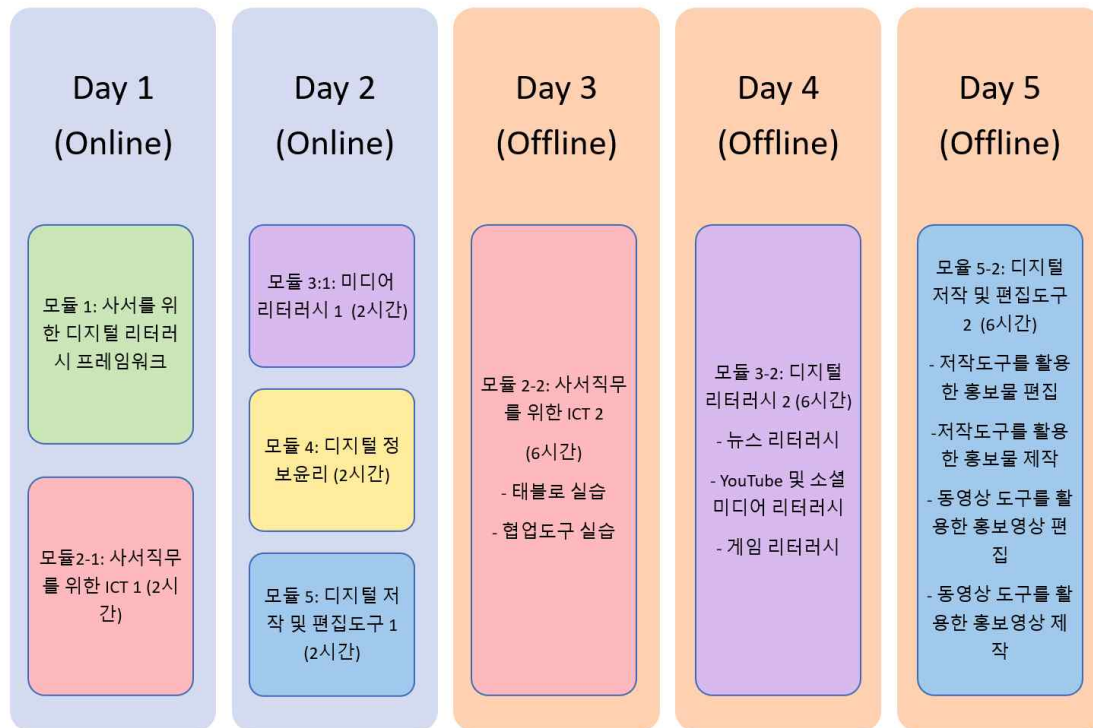 Day 1
(Online)
모듈 1: 사서를 위
한 디지털 리터러
시 프레임워크
모듈2-1: 사서직무
를 위한 ICT 1 (2시
간)
Day 2
(Online)
모듈 3:1: 미디어
리터러시 1 (2시간)
모듈 4: 디지털 정
보윤리 (2시간)
모듈 5: 디지털 저
작 및 편집도구 1
(2시간)
Day 3
(Offline)
모듈 2-2: 사서직무
를 위한 ICT 2
(6시간)
- 태블로 실습
- 협업도구 실습
Day 4
(Offline)
모듈 3-2: 디지털
리터러시 2 (6시간)
- 뉴스 리터러시
- YouTube 및 소셜
미디어 리터러시
- 게임 리터러시
Day 5
(Offline)
모율 5-2: 디지털
저작 및 편집도구
2 (6시간)
- 저작도구를 활용
한 홍보물 편집
-저작도구를 활용
한 홍보물 제작
- 동영상 도구를 활
용한 홍보영상 편
집
- 동영상 도구를 활
용한 홍보영상 제
작